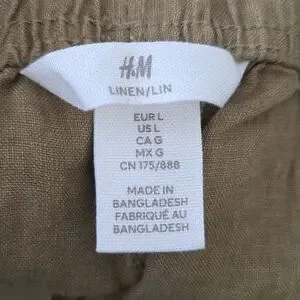 H&M
LINEN/LIN
EUR L
US L
CA G
MX G
CN 175/88B
MADE IN
BANGLADESH
FABRIQUÉ AU
BANGLADESH